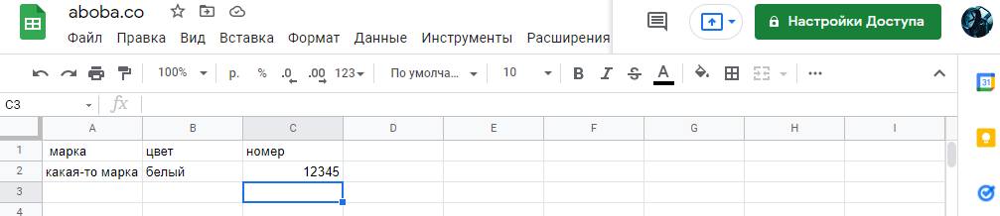 aboba.co
Файл Правка Вид Вставка Формат Данные Инструменты Расширения
Настройки Доступа
100% р. % .0 .00 123 По умолча... 10 B I S A
C3 fx
A B C D E F G H I
1 марка цвет номер
2 какая-то марка белый 12345
3
4
31